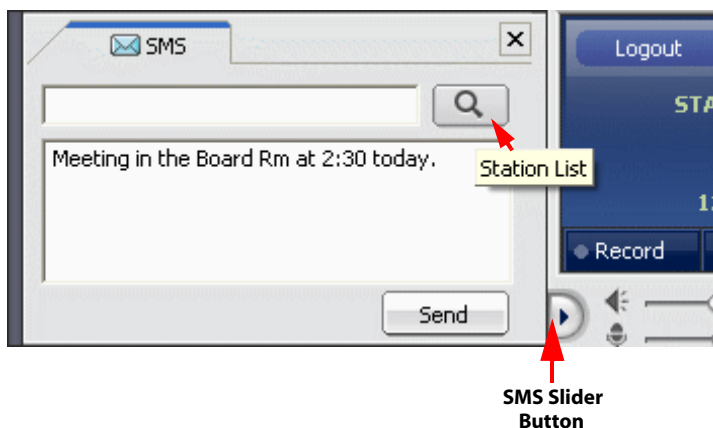 SMS
Logout
STA
Meeting in the Board Rm at 2:30 today.
Station List
Record
Send
SMS Slider
Button